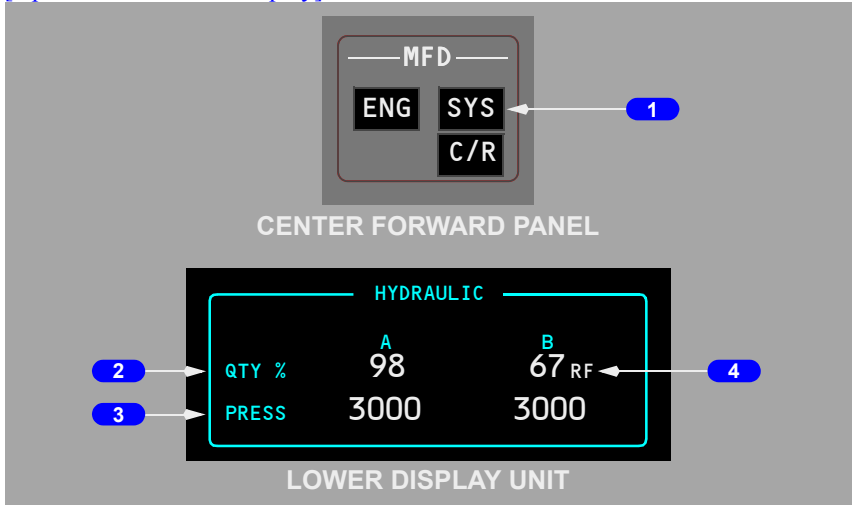 MFD
ENG SYS 1
C/R
CENTER FORWARD PANEL
HYDRAULIC
A B
2 QTY % 98 67 RF 4
3 PRESS 3000 3000
LOWER DISPLAY UNIT